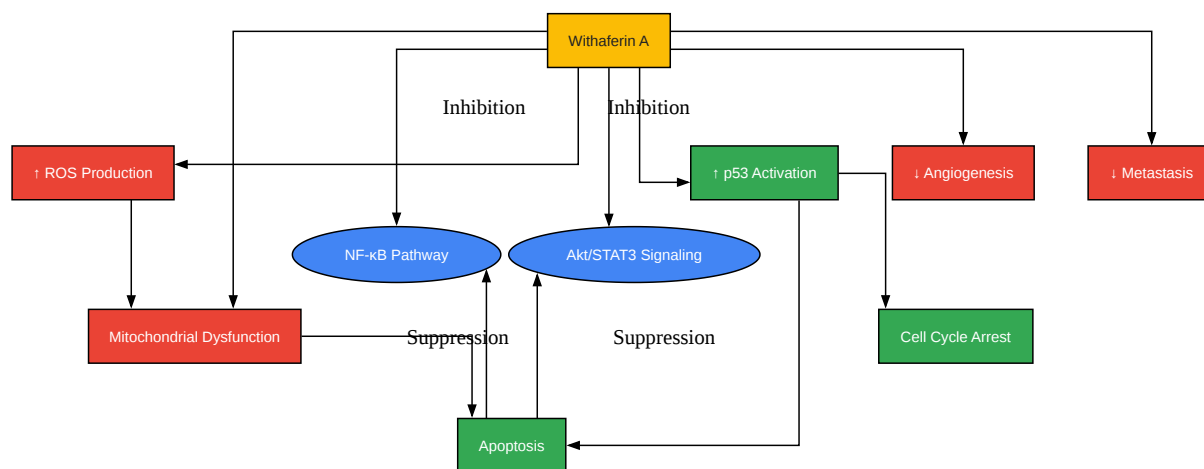 Withaferin A
Inhibition
Inhibition
↑ ROS Production
↑ p53 Activation
↓ Angiogenesis
↓ Metastasis
NF-κB Pathway
Akt/STAT3 Signaling
Mitochondrial Dysfunction
Suppression
Suppression
Cell Cycle Arrest
Apoptosis